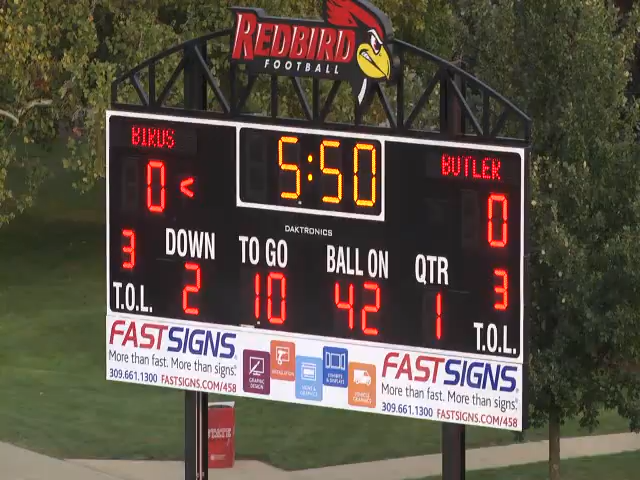 REDBIRD
FOOTBALL
BIRDS
5:50
BUTLER
0 <
0
DAKTRONICS
3 DOWN TO GO BALL ON QTR 3
T.O.L. 2 10 42 1 T.O.L.
FASTSIGNS.
More than fast. More than signs.
309.661.1300 FASTSIGNS.COM/458
FASTSIGNS.
More than fast. More than signs.
309.661.1300 FASTSIGNS.COM/458